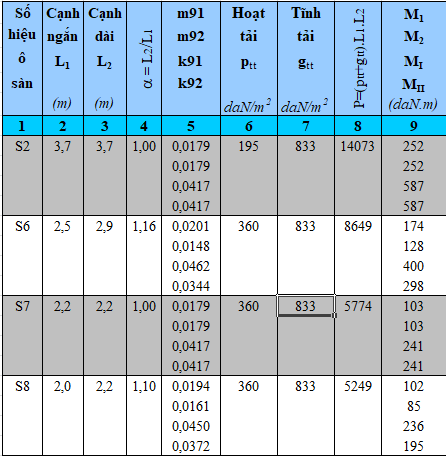 Số hiệu ô sàn | Cạnh ngắn L₁ (m) | Cạnh dài L₂ (m) | α = L₂/L₁ | m91 m92 k91 k92 | Hoạt tải pₜₜ daN/m² | Tĩnh tải gₜₜ daN/m² | P=(pₜₜ+gₜₜ).L1.L2 | M₁ M₂ M_I M_II (daN.m)
1 | 2 | 3 | 4 | 5 | 6 | 7 | 8 | 9
S2 | 3,7 | 3,7 | 1,00 | 0,0179 | 195 | 833 | 14073 | 252
0,0179 | 252
0,0417 | 587
0,0417 | 587
S6 | 2,5 | 2,9 | 1,16 | 0,0201 | 360 | 833 | 8649 | 174
0,0148 | 128
0,0462 | 400
0,0344 | 298
S7 | 2,2 | 2,2 | 1,00 | 0,0179 | 360 | 833 | 5774 | 103
0,0179 | 103
0,0417 | 241
0,0417 | 241
S8 | 2,0 | 2,2 | 1,10 | 0,0194 | 360 | 833 | 5249 | 102
0,0161 | 85
0,0450 | 236
0,0372 | 195